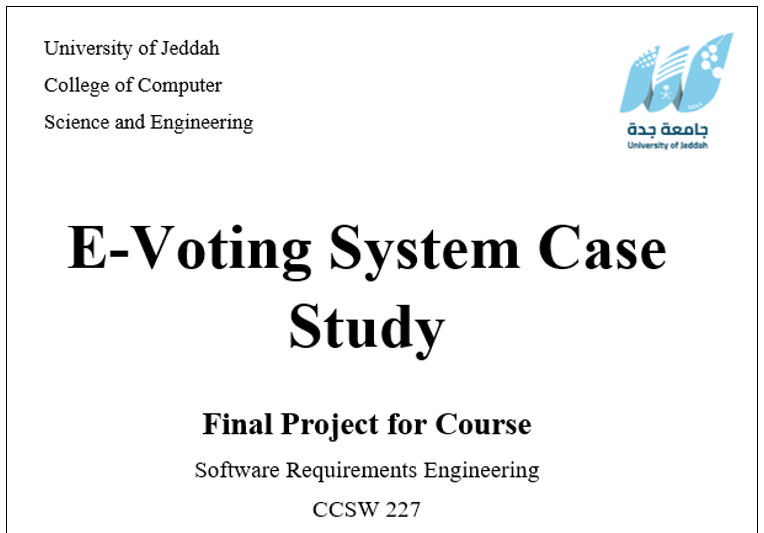 University of Jeddah
College of Computer
Science and Engineering
جامعة جدة
University of Jeddah
E-Voting System Case
Study
Final Project for Course
Software Requirements Engineering
CCSW 227